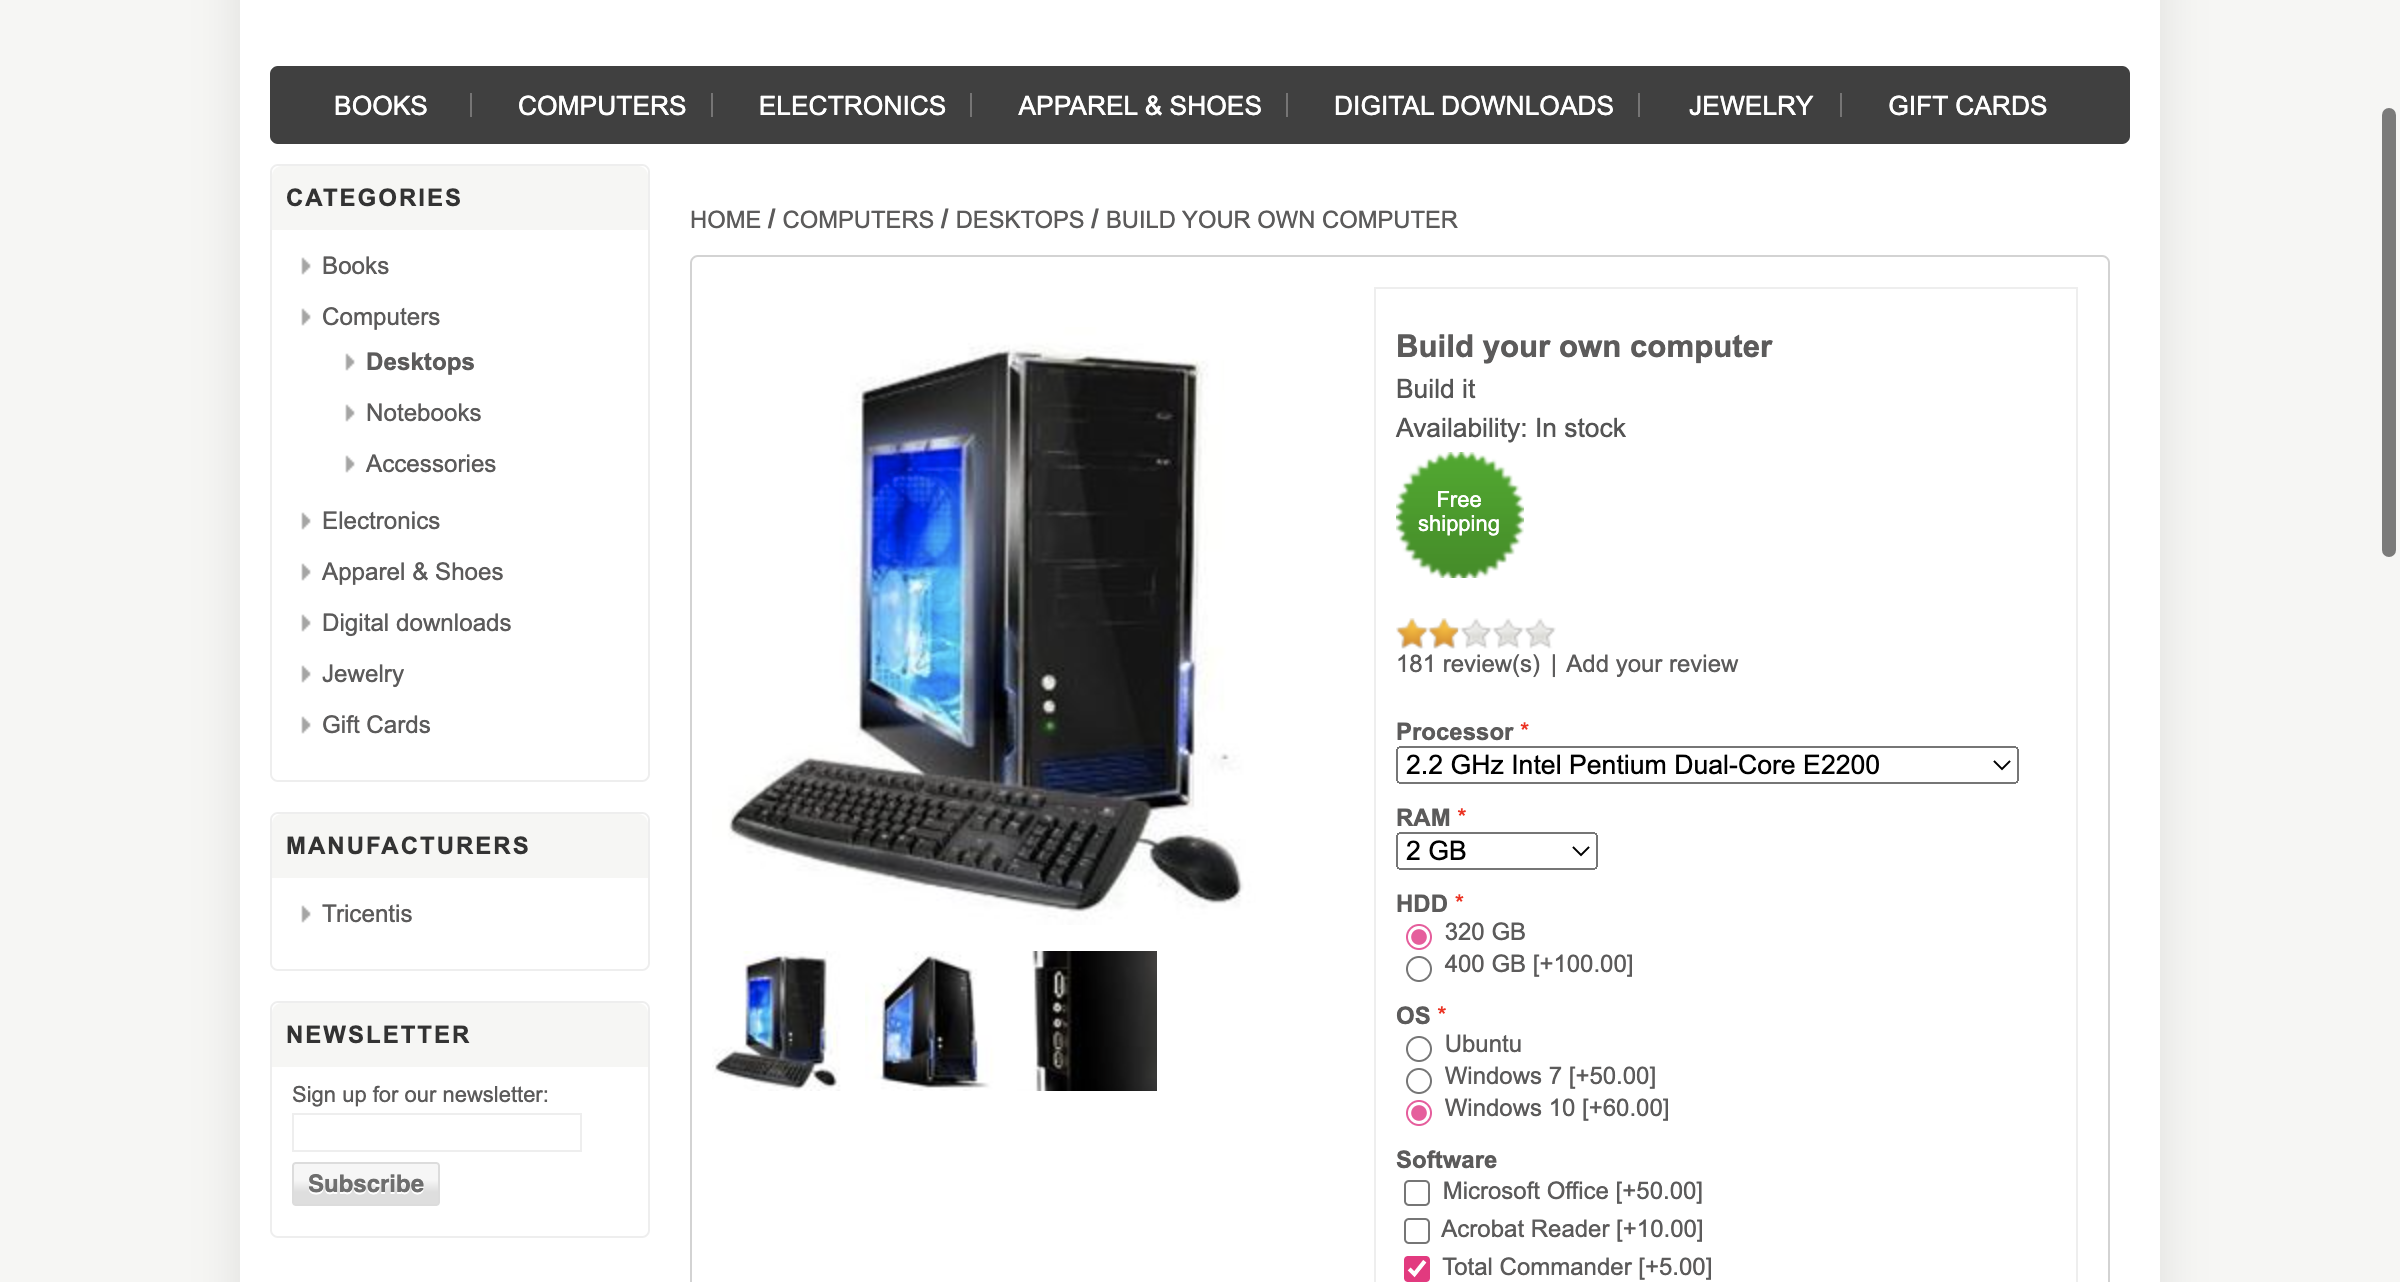 BOOKS | COMPUTERS | ELECTRONICS | APPAREL & SHOES | DIGITAL DOWNLOADS | JEWELRY | GIFT CARDS
CATEGORIES
Books
Computers
Desktops
Notebooks
Accessories
Electronics
Apparel & Shoes
Digital downloads
Jewelry
Gift Cards
MANUFACTURERS
Tricentis
NEWSLETTER
Sign up for our newsletter:
Subscribe
HOME / COMPUTERS / DESKTOPS / BUILD YOUR OWN COMPUTER
Build your own computer
Build it
Availability: In stock
Free
shipping
181 review(s) | Add your review
Processor *
2.2 GHz Intel Pentium Dual-Core E2200
RAM *
2 GB
HDD *
320 GB
400 GB [+100.00]
OS *
Ubuntu
Windows 7 [+50.00]
Windows 10 [+60.00]
Software
Microsoft Office [+50.00]
Acrobat Reader [+10.00]
Total Commander [+5.00]